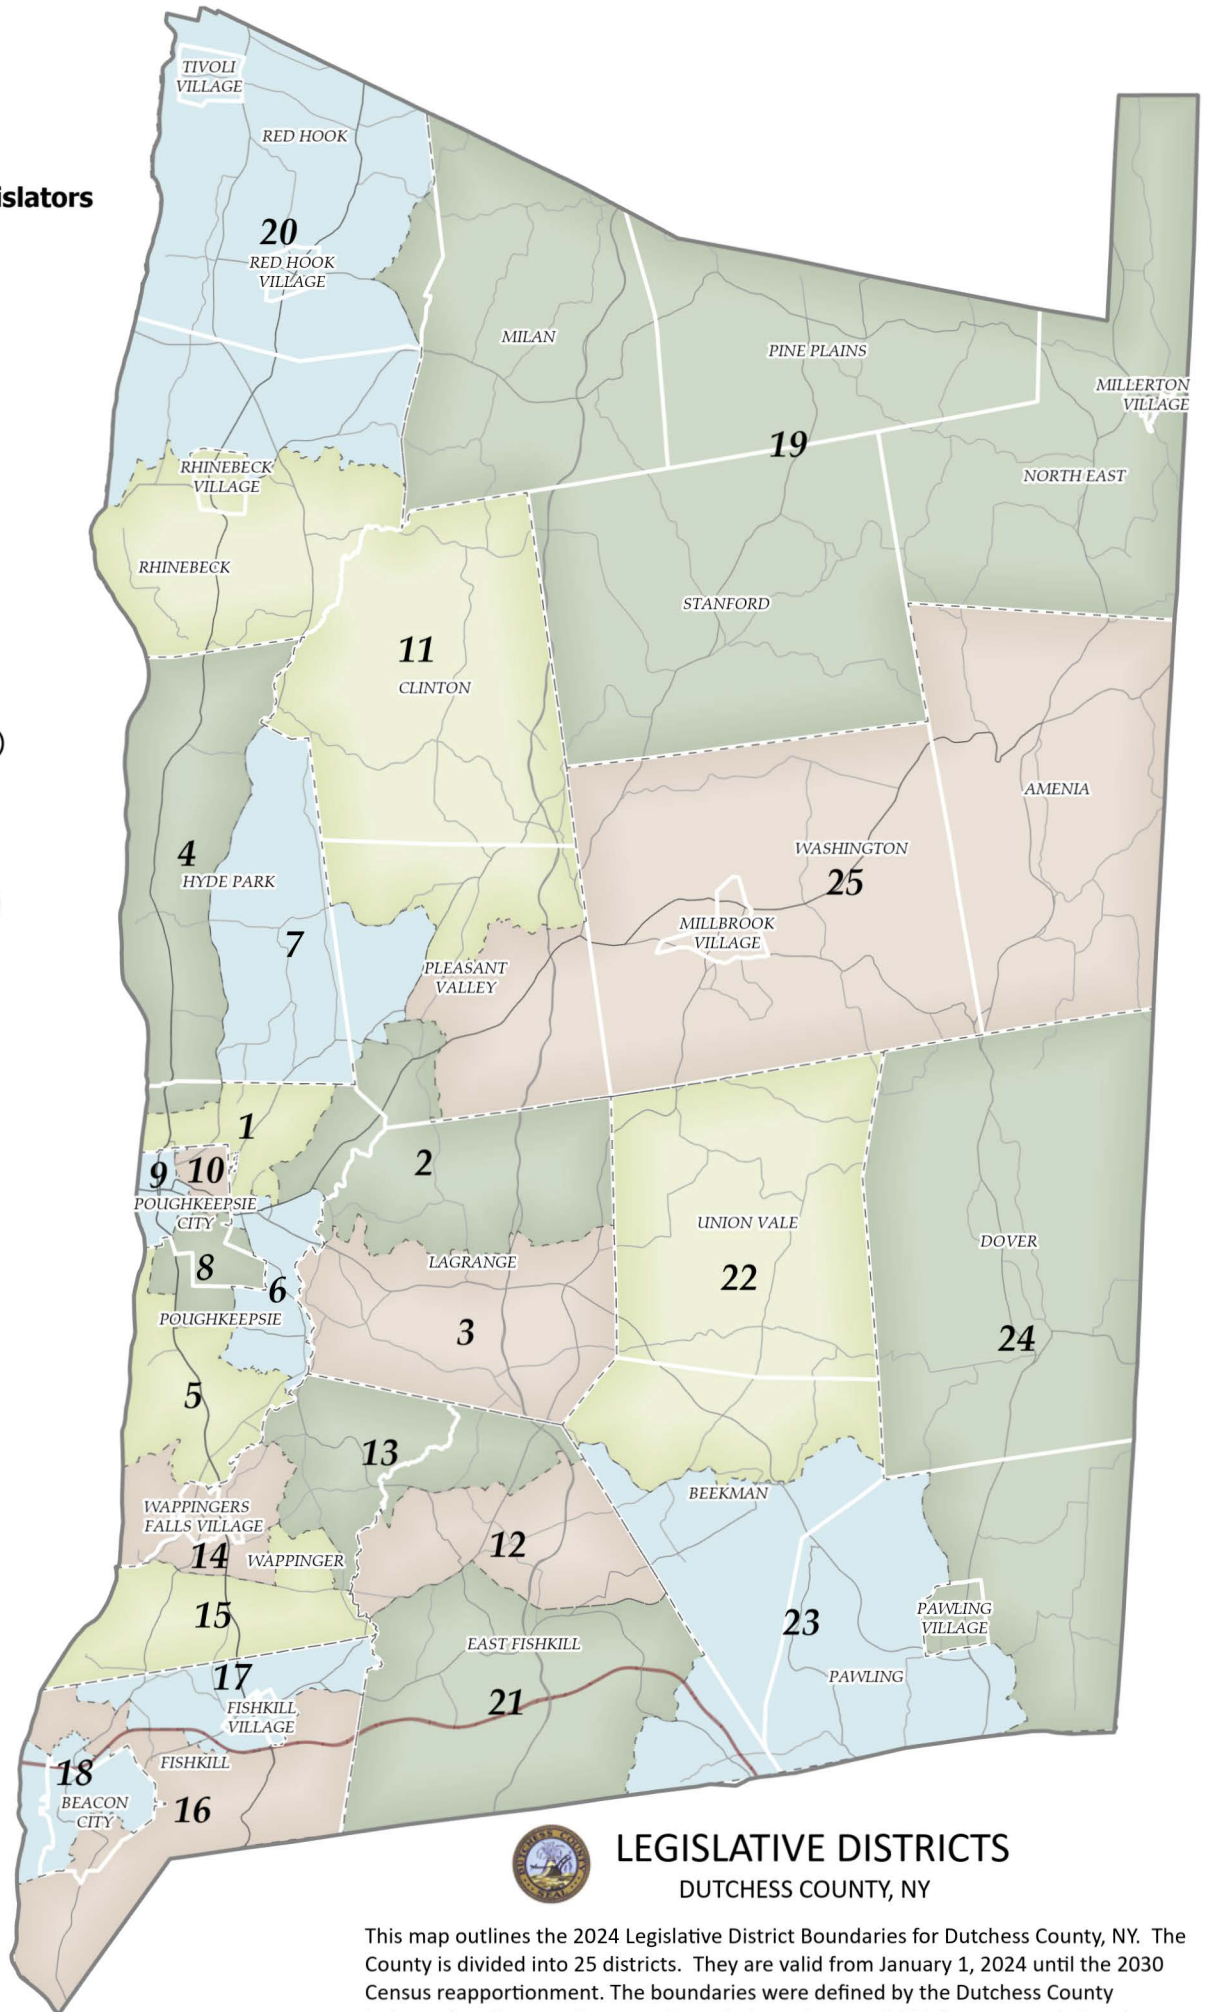 TIVOLI
VILLAGE
RED HOOK
islators
20
RED HOOK
VILLAGE
MILAN
PINE PLAINS
MILLERTON
VILLAGE
19
RHINEBECK
VILLAGE
NORTH EAST
RHINEBECK
STANFORD
11
CLINTON
)
AMENIA
4
HYDE PARK
WASHINGTON
25
7
MILLBROOK
VILLAGE
PLEASANT
VALLEY
1
2
9
10
POUGHKEEPSIE
CITY
UNION VALE
DOVER
8
LAGRANGE
6
22
POUGHKEEPSIE
3
24
5
13
BEEKMAN
WAPPINGERS
FALLS VILLAGE
12
14
WAPPINGER
15
23
PAWLING
VILLAGE
EAST FISHKILL
17
PAWLING
FISHKILL
VILLAGE
21
FISHKILL
18
BEACON
CITY
16
DUTCHESS COUNTY
SEAL
LEGISLATIVE DISTRICTS
DUTCHESS COUNTY, NY
This map outlines the 2024 Legislative District Boundaries for Dutchess County, NY. The
County is divided into 25 districts. They are valid from January 1, 2024 until the 2030
Census reapportionment. The boundaries were defined by the Dutchess County